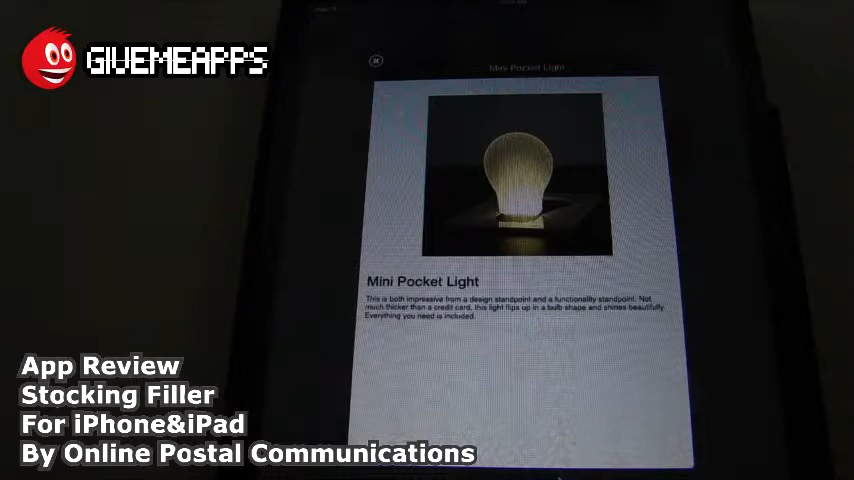 GIVEMEAPPS
Mini Pocket Light
Mini Pocket Light
This is both impressive from a design standpoint and a functionality standpoint. Not
much thicker than a credit card, this light flips up in a bulb shape and shines beautifully.
Everything you need is included.
App Review
Stocking Filler
For iPhone&iPad
By Online Postal Communications